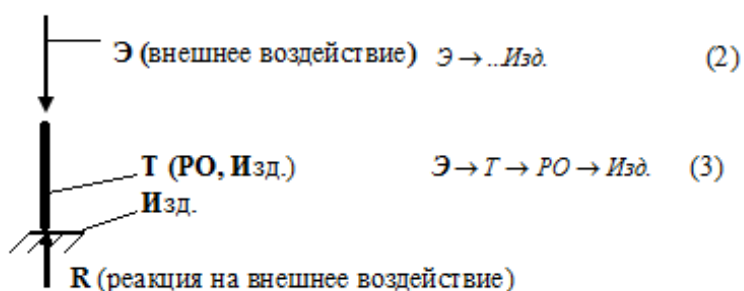 Э (внешнее воздействие) Э → ...Изд. (2)
Т (РО, Изд.) Э → Т → РО → Изд. (3)
Изд.
R (реакция на внешнее воздействие)